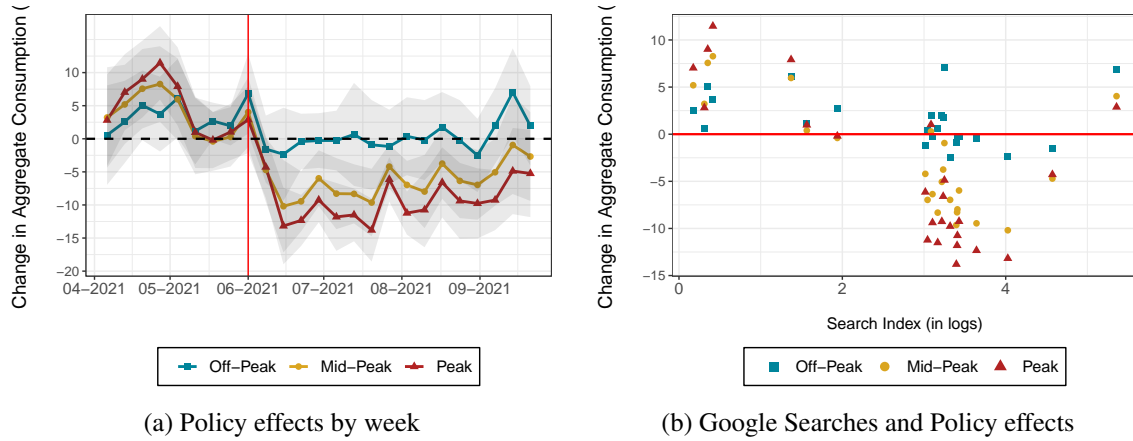 Change in Aggregate Consumption (
10
5
0
−5
−10
−15
−20
04−2021 05−2021 06−2021 07−2021 08−2021 09−2021
Off−Peak Mid−Peak Peak
(a) Policy effects by week
Change in Aggregate Consumption (
10
5
0
−5
−10
−15
0 2 4
Search Index (in logs)
Off−Peak Mid−Peak Peak
(b) Google Searches and Policy effects